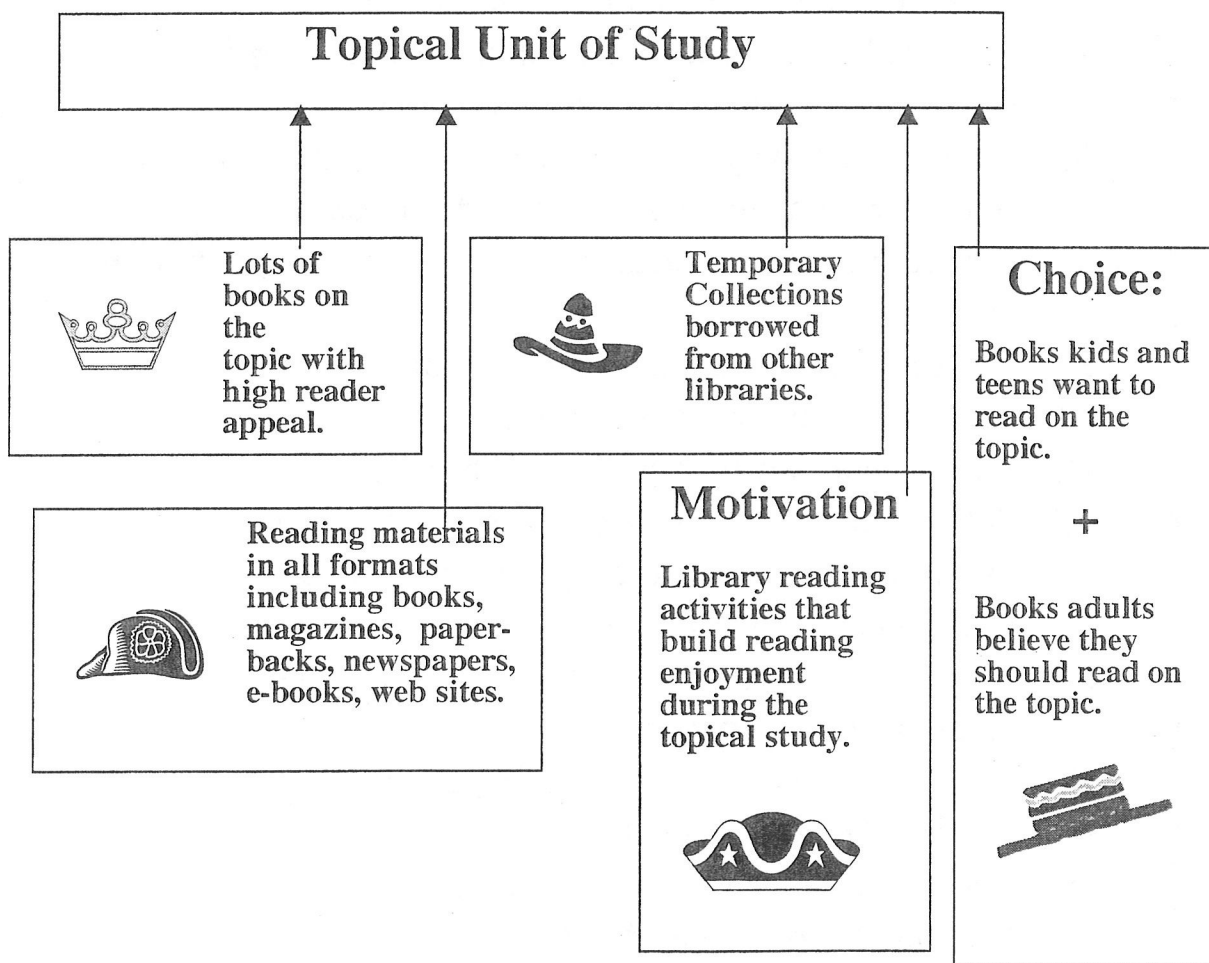 Topical Unit of Study
Lots of
books on
the
topic with
high reader
appeal.
Temporary
Collections
borrowed
from other
libraries.
Choice:
Books kids and
teens want to
read on the
topic.
+
Books adults
believe they
should read on
the topic.
Reading materials
in all formats
including books,
magazines, paper-
backs, newspapers,
e-books, web sites.
Motivation
Library reading
activities that
build reading
enjoyment
during the
topical study.